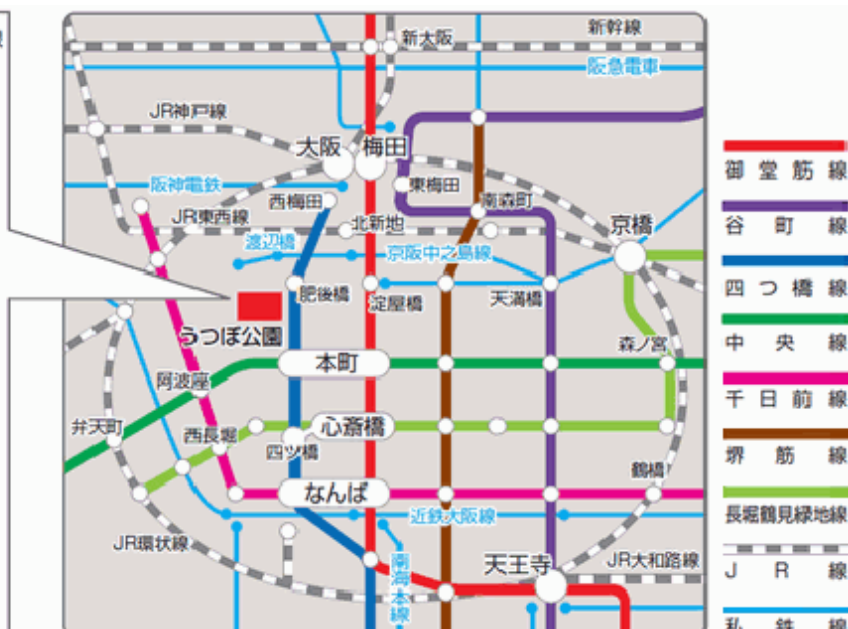 新幹線
新大阪
阪急電車
JR神戸線
大阪
梅田
阪神電鉄
東梅田
西梅田
南森町
JR東西線
北新地
京橋
渡辺橋
京阪中之島線
肥後橋
淀屋橋
天満橋
うつぼ公園
森ノ宮
本町
阿波座
弁天町
西長堀
心斎橋
四ツ橋
鶴橋
なんば
近鉄大阪線
JR環状線
南海本線
天王寺
JR大和路線
御堂筋線
谷町線
四つ橋線
中央線
千日前線
堺筋線
長堀鶴見緑地線
JR線
私鉄線